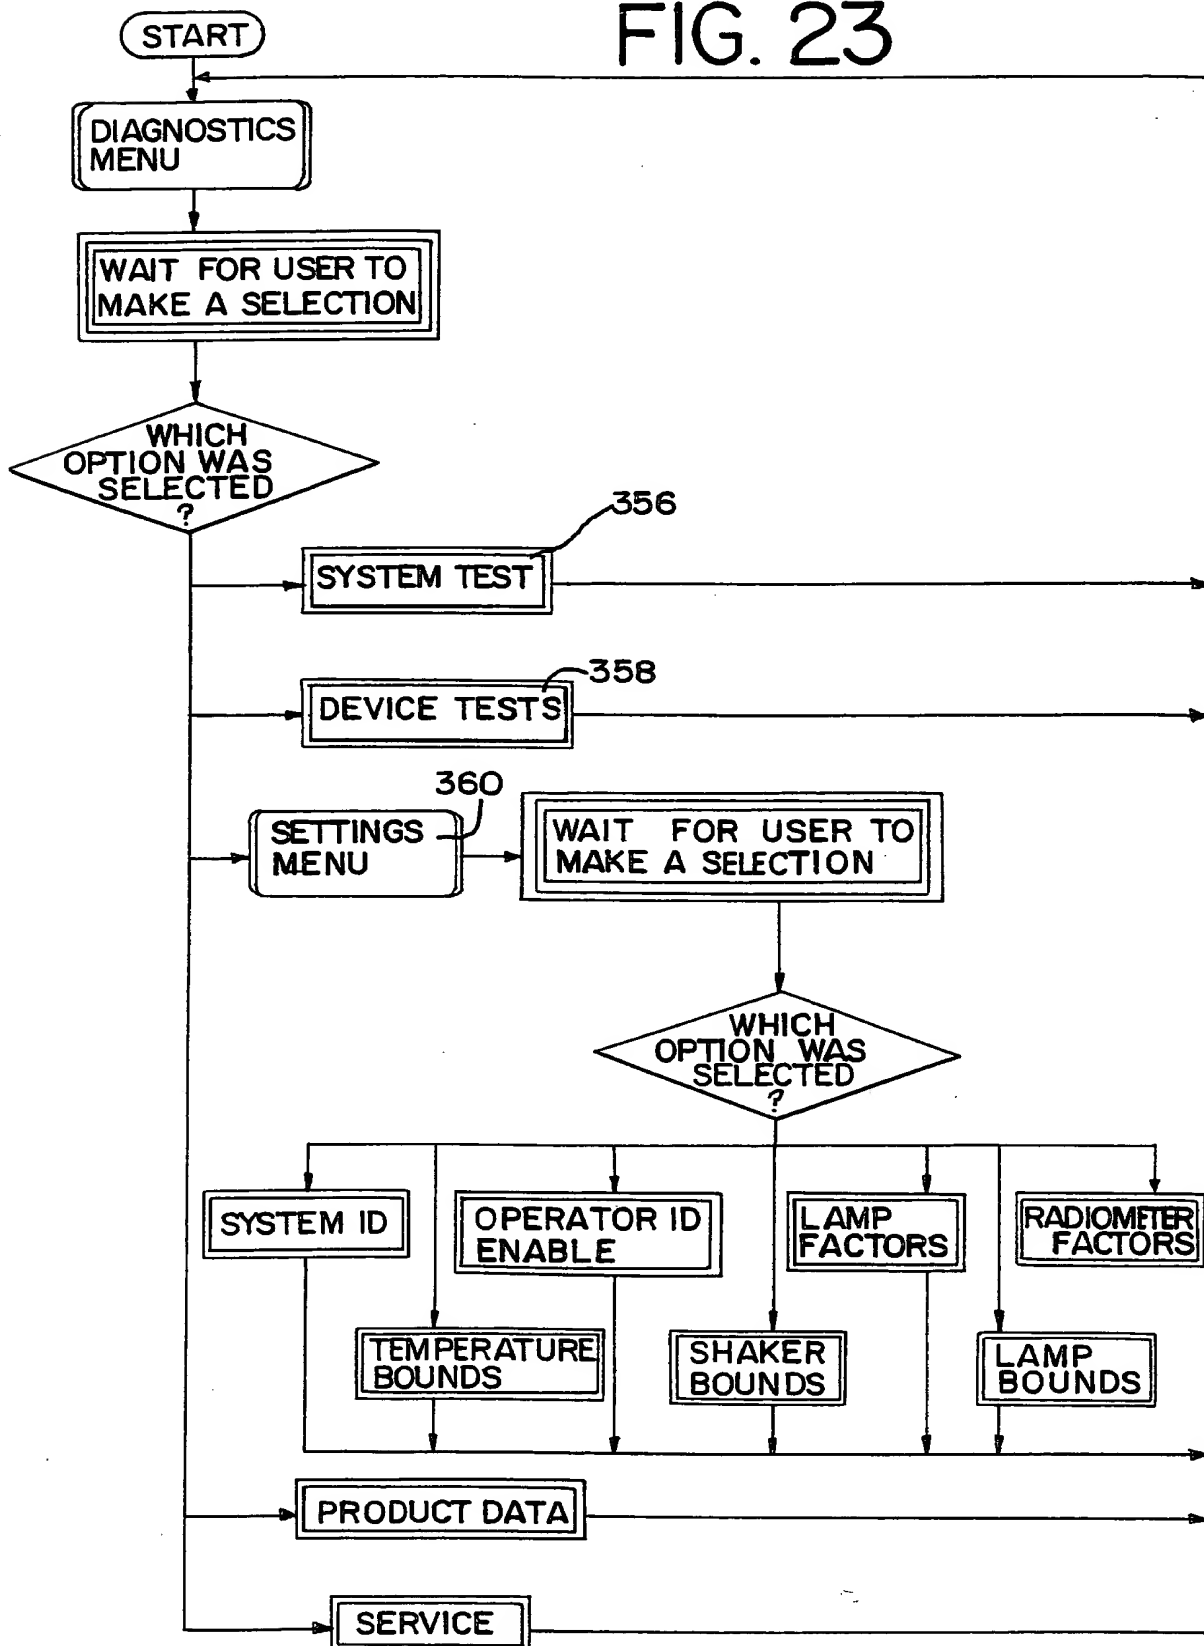 FIG. 23
START
DIAGNOSTICS
MENU
WAIT FOR USER TO
MAKE A SELECTION
WHICH
OPTION WAS
SELECTED
?
356
SYSTEM TEST
358
DEVICE TESTS
360
SETTINGS
MENU
WAIT FOR USER TO
MAKE A SELECTION
WHICH
OPTION WAS
SELECTED
?
SYSTEM ID
OPERATOR ID
ENABLE
LAMP
FACTORS
RADIOMETER
FACTORS
TEMPERATURE
BOUNDS
SHAKER
BOUNDS
LAMP
BOUNDS
PRODUCT DATA
SERVICE